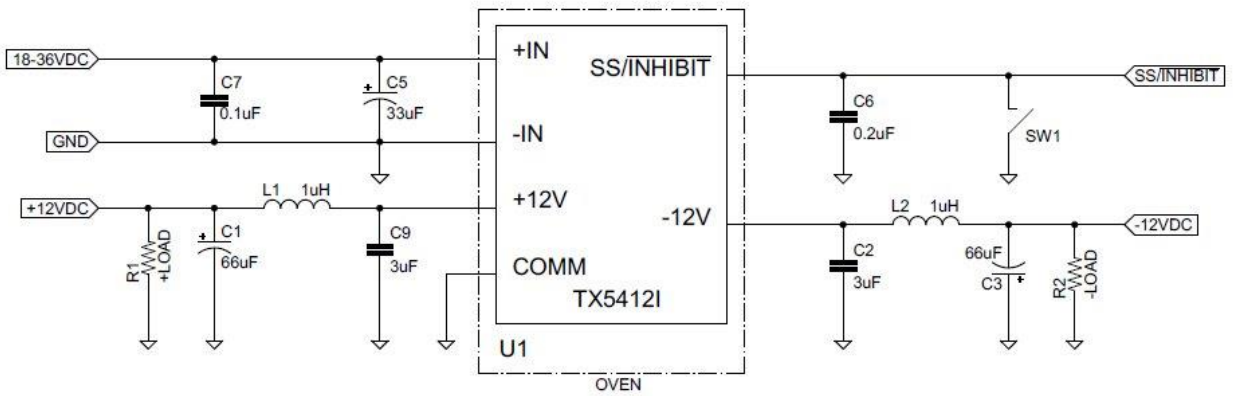 18-36VDC
C7
0.1uF
+
C5
33uF
GND
+12VDC
L1 1uH
R1
+LOAD
+
C1
66uF
C9
3uF
+IN
SS/INHIBIT
-IN
+12V
-12V
COMM
TX5412I
U1
OVEN
SS/INHIBIT
C6
0.2uF
SW1
L2 1uH
-12VDC
C2
3uF
66uF
C3
+
R2
-LOAD